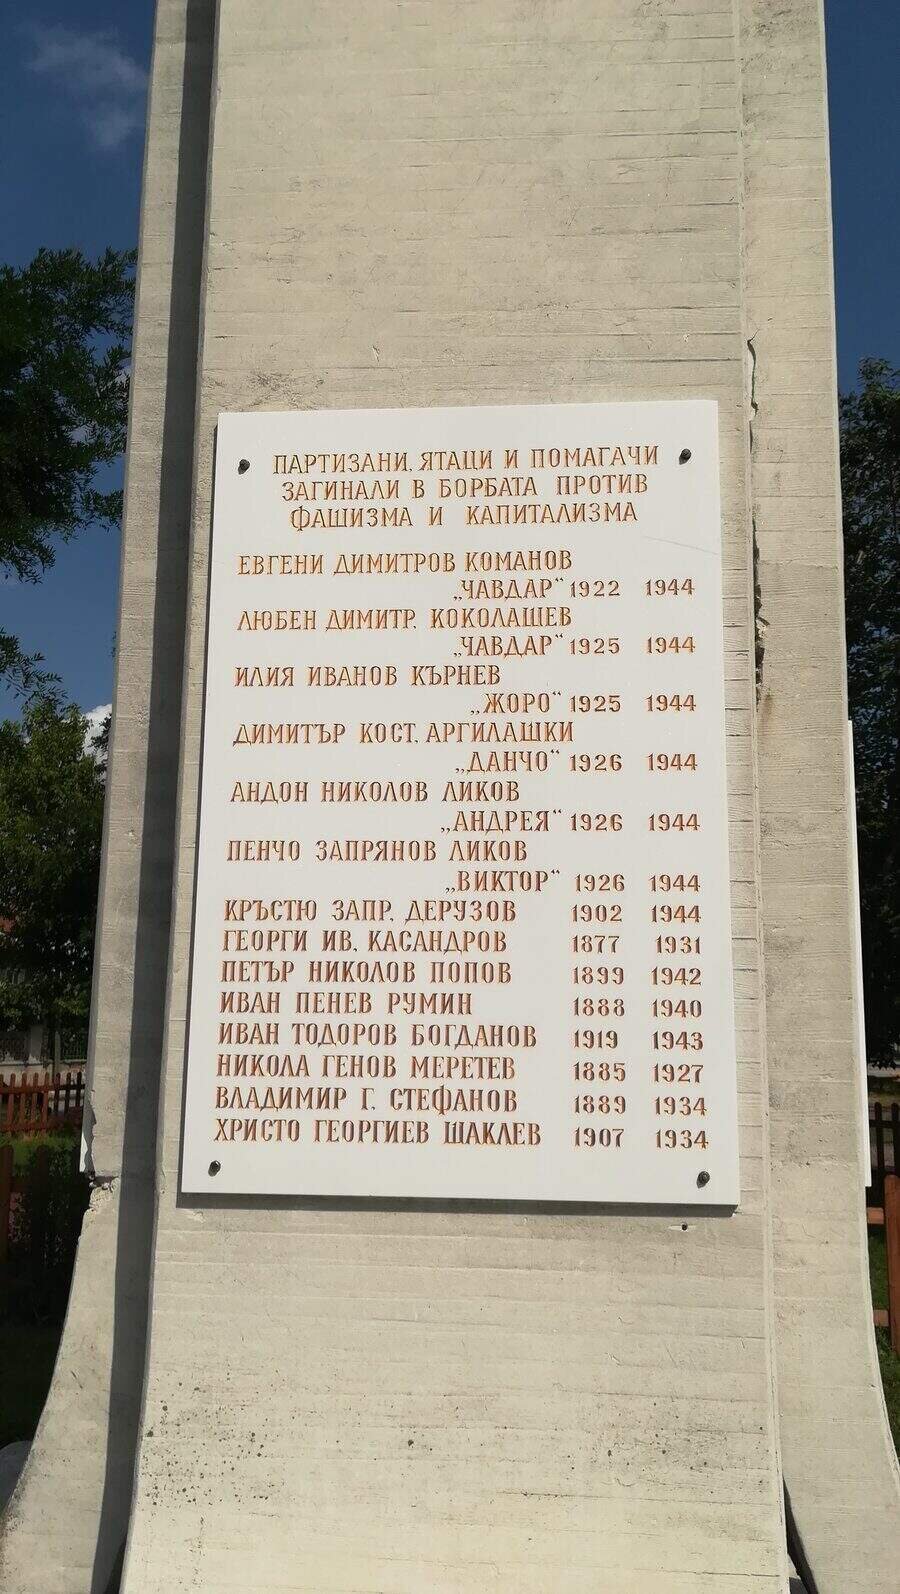 ПАРТИЗАНИ, ЯТАЦИ И ПОМАГАЧИ
ЗАГИНАЛИ В БОРБАТА ПРОТИВ
ФАШИЗМА И КАПИТАЛИЗМА
ЕВГЕНИ ДИМИТРОВ КОМАНОВ
„ЧАВДАР“ 1922 1944
ЛЮБЕН ДИМИТР. КОКОЛАШЕВ
„ЧАВДАР“ 1925 1944
ИЛИЯ ИВАНОВ КЪРНЕВ
„ЖОРО“ 1925 1944
ДИМИТЪР КОСТ. АРГИЛАШКИ
„ДАНЧО“ 1926 1944
АНДОН НИКОЛОВ ЛИКОВ
„АНДРЕЯ“ 1926 1944
ПЕНЧО ЗАПРЯНОВ ЛИКОВ
„ВИКТОР“ 1926 1944
КРЪСТЮ ЗАПР. ДЕРУЗОВ 1902 1944
ГЕОРГИ ИВ. КАСАНДРОВ 1877 1931
ПЕТЪР НИКОЛОВ ПОПОВ 1899 1942
ИВАН ПЕНЕВ РУМИН 1888 1940
ИВАН ТОДОРОВ БОГДАНОВ 1919 1943
НИКОЛА ГЕНОВ МЕРЕТЕВ 1885 1927
ВЛАДИМИР Г. СТЕФАНОВ 1889 1934
ХРИСТО ГЕОРГИЕВ ШАКЛЕВ 1907 1934